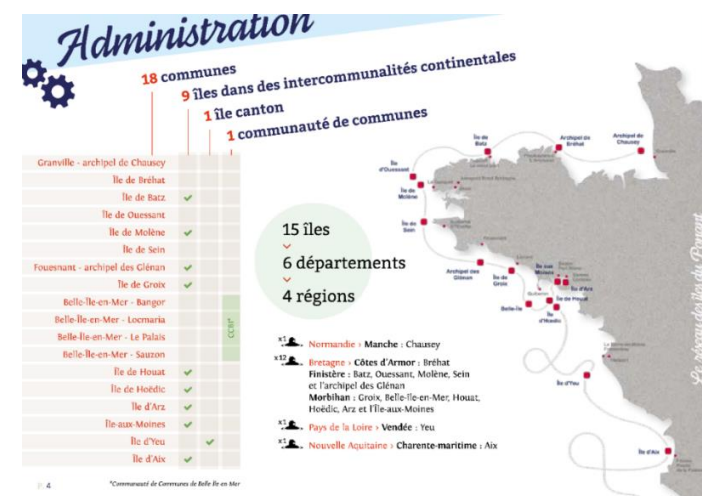 Administration
18 communes
9 îles dans des intercommunalités continentales
1 île canton
1 communauté de communes
Granville - archipel de Chausey
Île de Bréhat
Île de Batz
Île de Ouessant
Île de Molène
Île de Sein
Fouesnant - archipel des Glénan
Île de Groix
Belle-Île-en-Mer - Bangor
Belle-Île-en-Mer - Locmaria
Belle-Île-en-Mer - Le Palais
Belle-Île-en-Mer - Sauzon
Île de Houat
Île de Hoëdic
Île d'Arz
Île-aux-Moines
Île d'Yeu
Île d'Aix
CCBI*
15 îles
6 départements
4 régions
x1 Normandie › Manche : Chausey
x12 Bretagne › Côtes d'Armor : Bréhat
Finistère : Batz, Ouessant, Molène, Sein
et l'archipel des Glénan
Morbihan : Groix, Belle-Ile-en-Mer, Houat,
Hoëdic, Arz et l'Ile-aux-Moines
x1 Pays de la Loire › Vendée : Yeu
x1 Nouvelle Aquitaine › Charente-maritime : Aix
Île de
Batz
Archipel de
Bréhat
Archipel de
Chausey
Île
d'Ouessant
Île de
Molène
Île de
Sein
Archipel des
Glénan
Île de
Groix
Île aux
Moines
Île d'Arz
Belle-Île
Île de Houat
Île
d'Hoëdic
Île d'Yeu
Île d'Aix
Quiberon
Granville
Le réseau des îles du Ponant
P. 4
*Communauté de Communes de Belle Ile en Mer